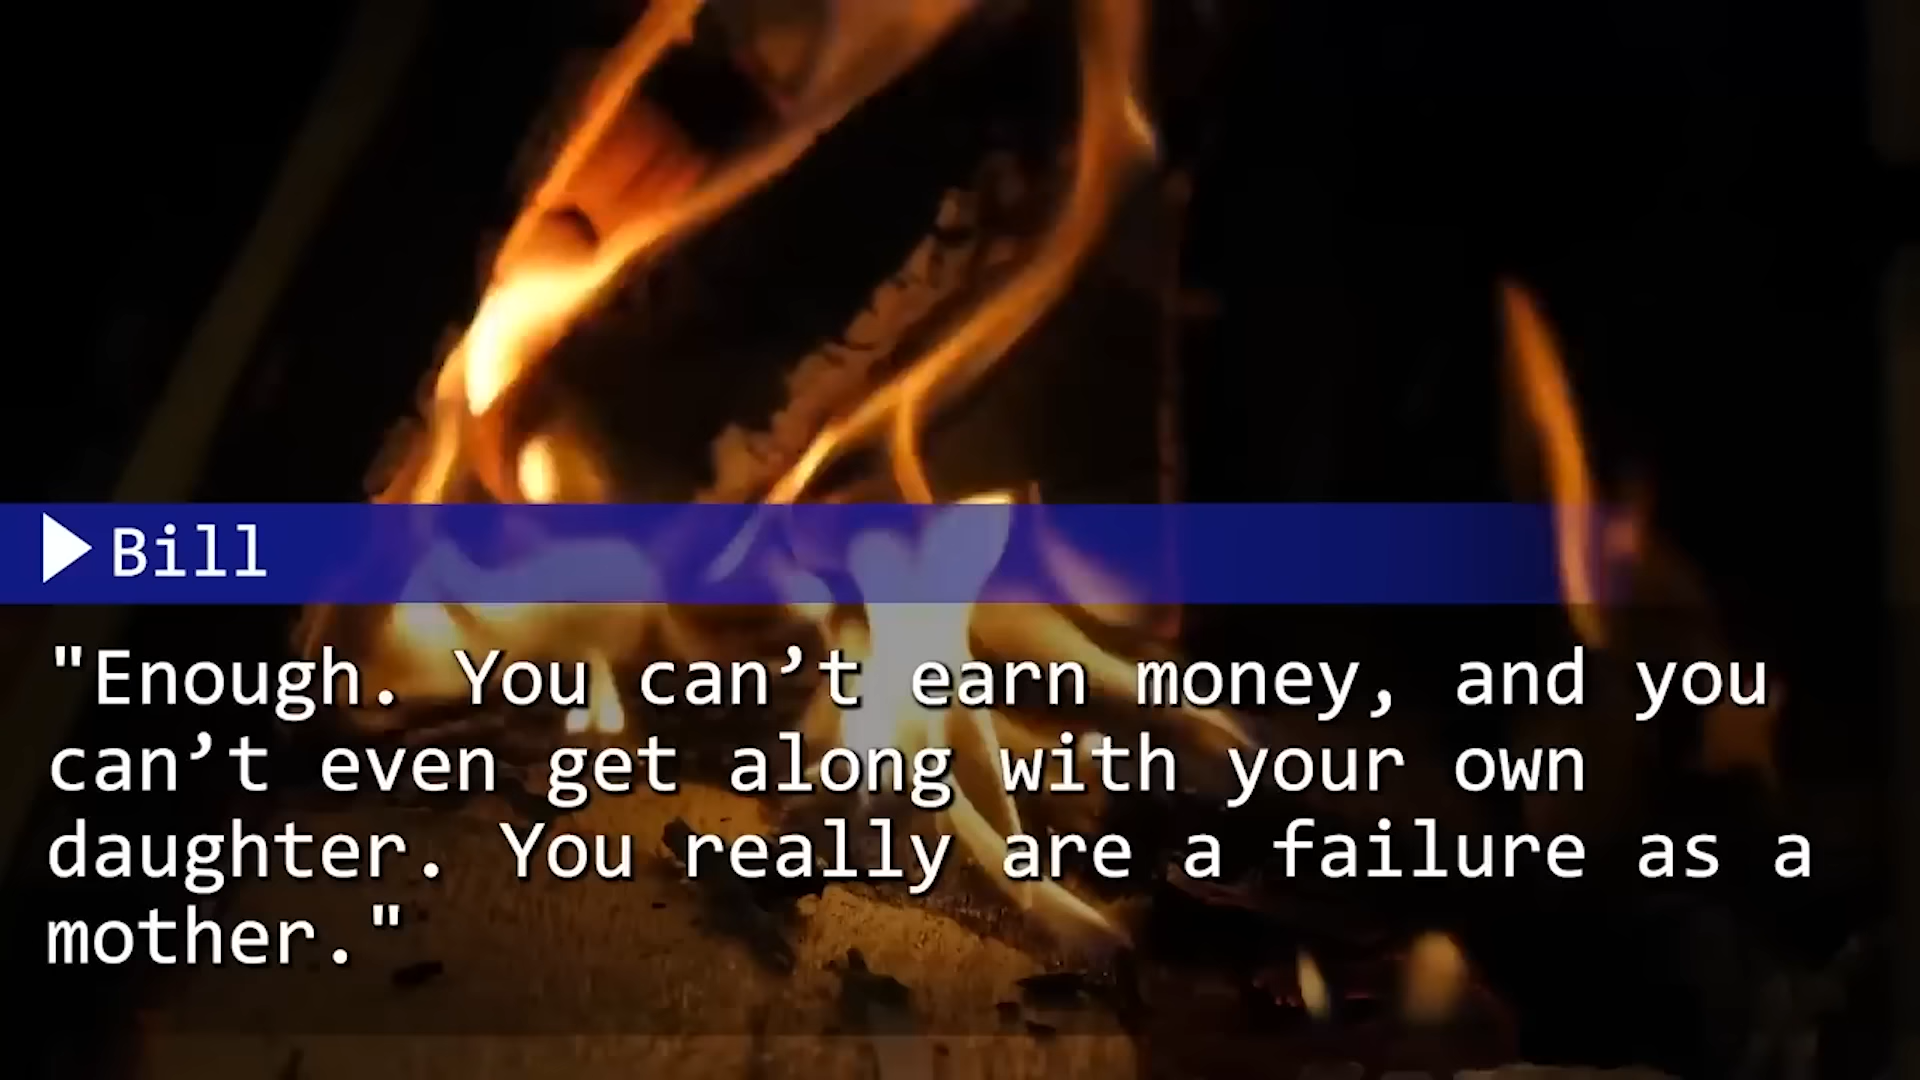 Bill
"Enough. You can’t earn money, and you
can’t even get along with your own
daughter. You really are a failure as a
mother."